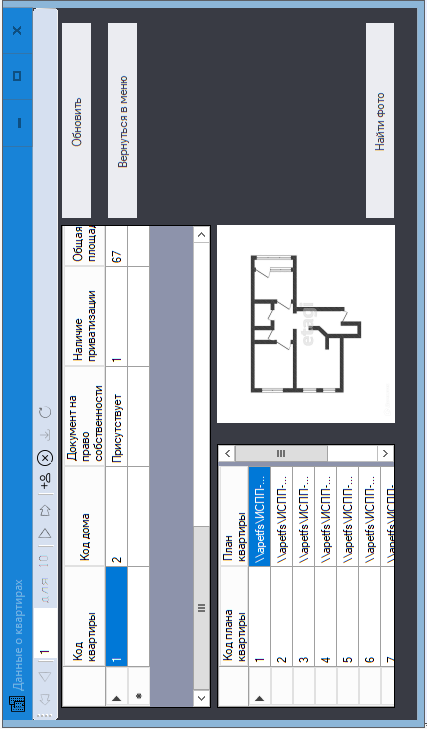 Данные о квартирах
1 для 10
Код квартиры
Код дома
Документ на право собственности
Наличие приватизации
Общая площад
1
2
Присутствует
1
67
Обновить
Вернуться в меню
Код плана квартиры
План квартиры
1
\\apetfs\ИСПП-...
2
\\apetfs\ИСПП-...
3
\\apetfs\ИСПП-...
4
\\apetfs\ИСПП-...
5
\\apetfs\ИСПП-...
6
\\apetfs\ИСПП-...
7
\\apetfs\ИСПП-...
etagi
Найти фото